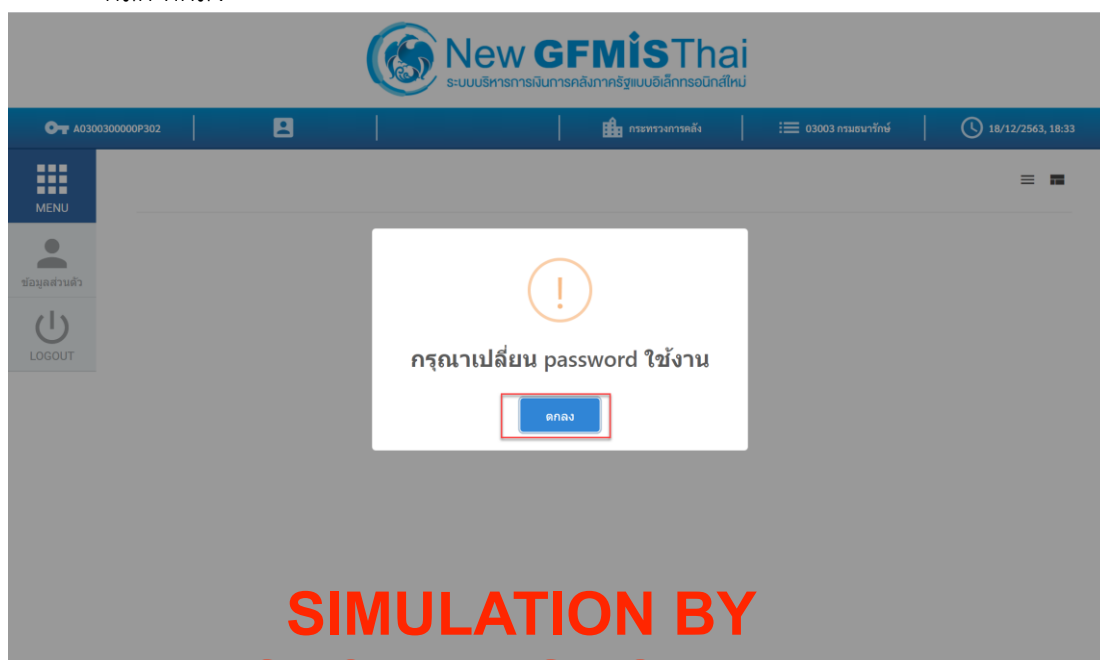 New GFMIS Thai
ระบบบริหารการเงินการคลังภาครัฐแบบอิเล็กทรอนิกส์ใหม่
A0300300000P302
กระทรวงการคลัง
03003 กรมธนารักษ์
18/12/2563, 18:33
MENU
ข้อมูลส่วนตัว
LOGOUT
!
กรุณาเปลี่ยน password ใช้งาน
ตกลง
SIMULATION BY